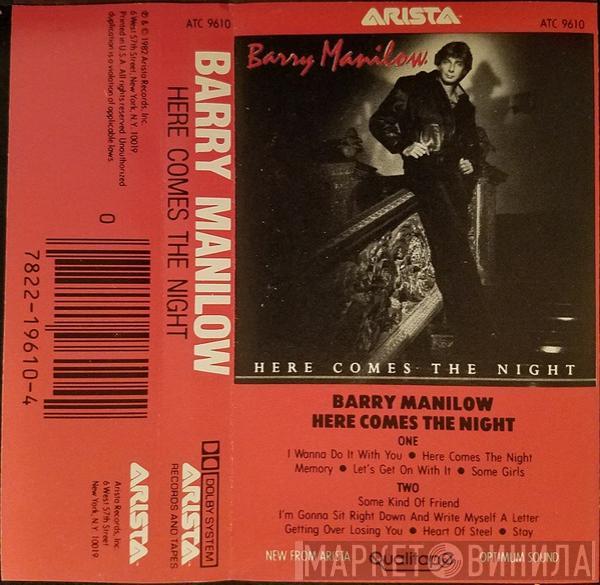 ℗ & © 1982 Arista Records, Inc.
6 West 57th Street, New York, N.Y. 10019
Printed in U.S.A. All rights reserved. Unauthorized
duplication is a violation of applicable laws.
0
7822-19610-4
ARISTA
Arista Records, Inc.
6 West 57th Street
New York, N.Y. 10019
ATC 9610
BARRY MANILOW
HERE COMES THE NIGHT
ARISTA
RECORDS AND TAPES
DOLBY SYSTEM
ARISTA
ATC 9610
Barry Manilow
HERE COMES THE NIGHT
BARRY MANILOW
HERE COMES THE NIGHT
ONE
I Wanna Do It With You ● Here Comes The Night
Memory ● Let's Get On With It ● Some Girls
TWO
Some Kind Of Friend
I'm Gonna Sit Right Down And Write Myself A Letter
Getting Over Losing You ● Heart Of Steel ● Stay
NEW FROM ARISTA Qualitape OPTIMUM SOUND
МАРКЕТ ВИНИЛА!